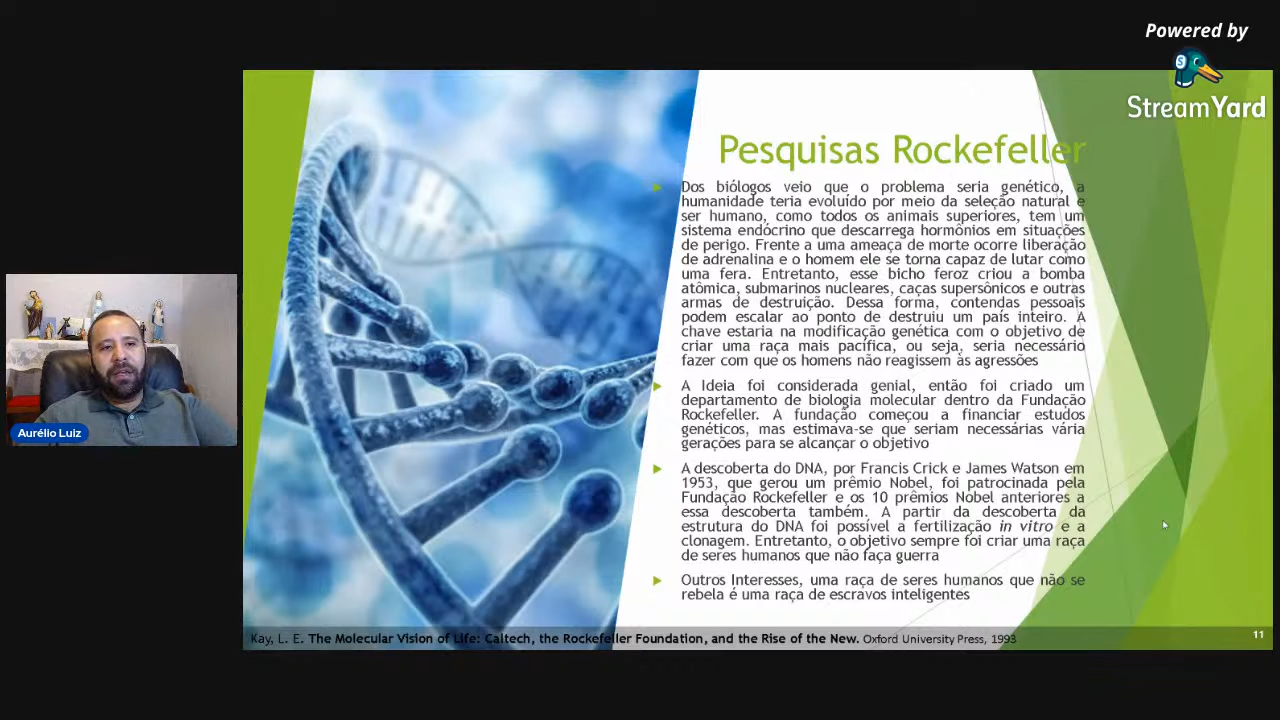 Powered by
StreamYard
Pesquisas Rockefeller
Dos biólogos veio que o problema seria genético, a
humanidade teria evoluído por meio da seleção natural e
ser humano, como todos os animais superiores, tem um
sistema endócrino que descarrega hormônios em situações
de perigo. Frente a uma ameaça de morte ocorre liberação
de adrenalina e o homem ele se torna capaz de lutar como
uma fera. Entretanto, esse bicho feroz criou a bomba
atômica, submarinos nucleares, caças supersônicos e outras
armas de destruição. Dessa forma, contendas pessoais
podem escalar ao ponto de destruiu um país inteiro. A
chave estaria na modificação genética com o objetivo de
criar uma raça mais pacífica, ou seja, seria necessário
fazer com que os homens não reagissem às agressões
A Ideia foi considerada genial, então foi criado um
departamento de biologia molecular dentro da Fundação
Rockefeller. A fundação começou a financiar estudos
genéticos, mas estimava-se que seriam necessárias vária
gerações para se alcançar o objetivo
A descoberta do DNA, por Francis Crick e James Watson em
1953, que gerou um prêmio Nobel, foi patrocinada pela
Fundação Rockefeller e os 10 prêmios Nobel anteriores a
essa descoberta também. A partir da descoberta da
estrutura do DNA foi possível a fertilização in vitro e a
clonagem. Entretanto, o objetivo sempre foi criar uma raça
de seres humanos que não faça guerra
Outros Interesses, uma raça de seres humanos que não se
rebela é uma raça de escravos inteligentes
Aurélio Luiz
Kay, L. E. The Molecular Vision of Life: Caltech, the Rockefeller Foundation, and the Rise of the New. Oxford University Press, 1993
11